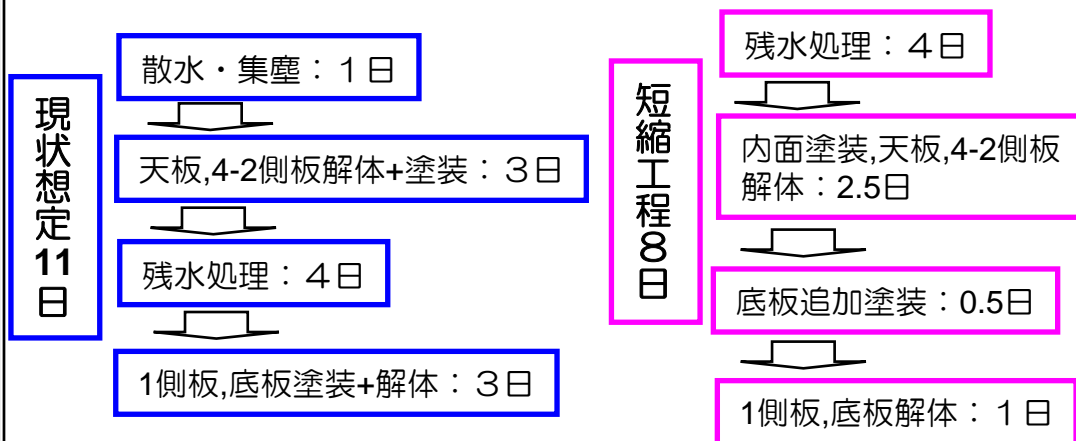 現状想定11日
散水・集塵：１日
天板,4-2側板解体+塗装：３日
残水処理：４日
1側板,底板塗装+解体：３日
短縮工程８日
残水処理：４日
内面塗装,天板,4-2側板
解体：2.5日
底板追加塗装：0.5日
1側板,底板解体：１日